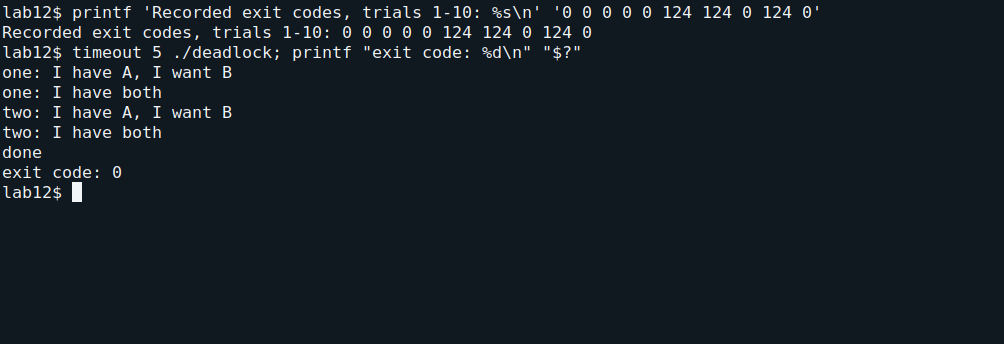 lab12$ printf 'Recorded exit codes, trials 1-10: %s\n' '0 0 0 0 0 124 124 0 124 0'
Recorded exit codes, trials 1-10: 0 0 0 0 0 124 124 0 124 0
lab12$ timeout 5 ./deadlock; printf "exit code: %d\n" "$?"
one: I have A, I want B
one: I have both
two: I have A, I want B
two: I have both
done
exit code: 0
lab12$